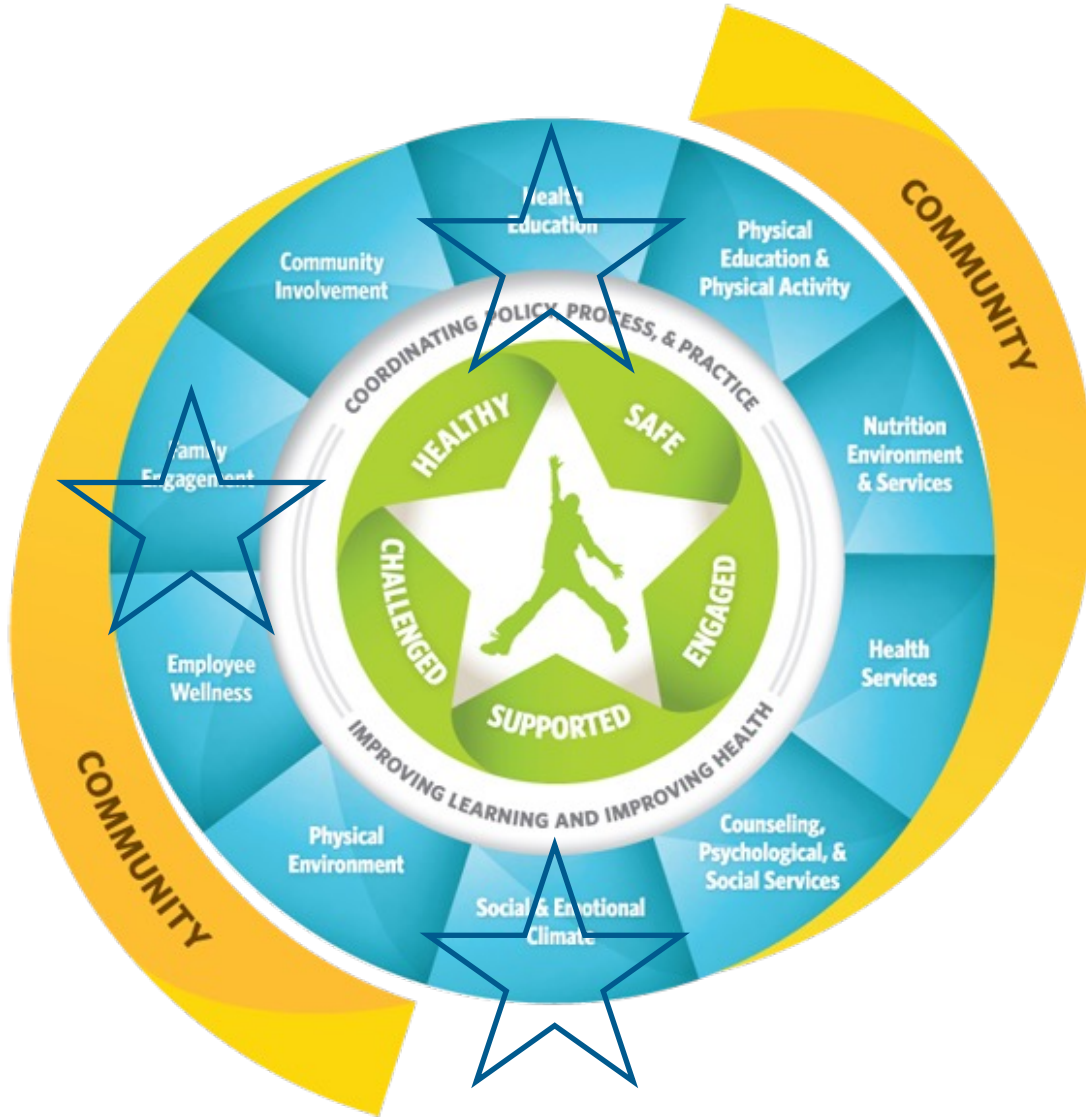 COMMUNITY
Health
Education
Physical
Education &
Physical Activity
Nutrition
Environment
& Services
Health
Services
Counseling,
Psychological, &
Social Services
Social & Emotional
Climate
Physical
Environment
Employee
Wellness
Family
Engagement
Community
Involvement
COMMUNITY
COORDINATING POLICY, PROCESS, & PRACTICE
IMPROVING LEARNING AND IMPROVING HEALTH
HEALTHY
SAFE
ENGAGED
SUPPORTED
CHALLENGED